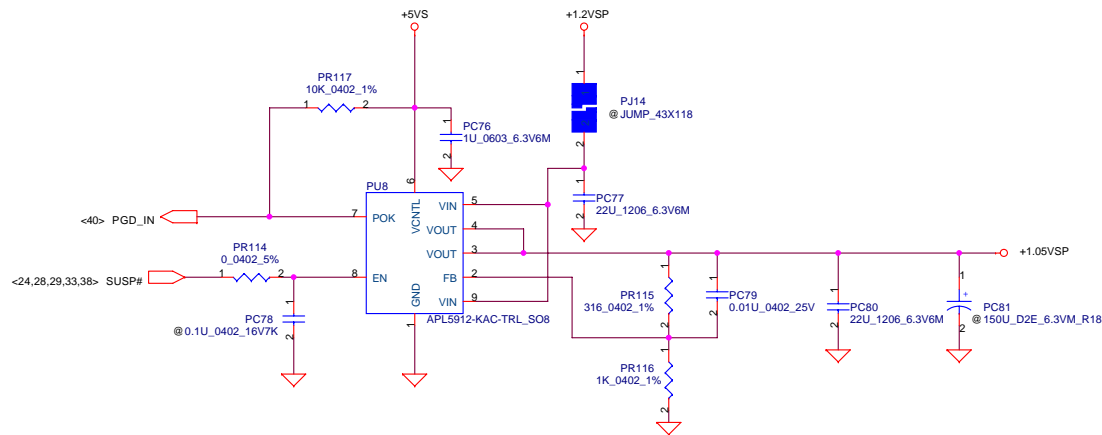 +5VS
+1.2VSP
PR117
10K_0402_1%
1
2
1
PC76
1U_0603_6.3V6M
2
1
1
2
PJ14
@ JUMP_43X118
2
6
PU8
1
PC77
22U_1206_6.3V6M
2
<40> PGD_IN
7
POK
VCNTL
VIN
5
VOUT
4
VOUT
3
+1.05VSP
PR114
0_0402_5%
<24,28,29,33,38> SUSP#
1
2
8
EN
FB
2
GND
VIN
9
1
APL5912-KAC-TRL_SO8
1
PC78
@ 0.1U_0402_16V7K
2
1
PR115
316_0402_1%
2
1
PC79
0.01U_0402_25V
2
1
PC80
22U_1206_6.3V6M
2
1
+
PC81
@ 150U_D2E_6.3VM_R18
2
1
PR116
1K_0402_1%
2